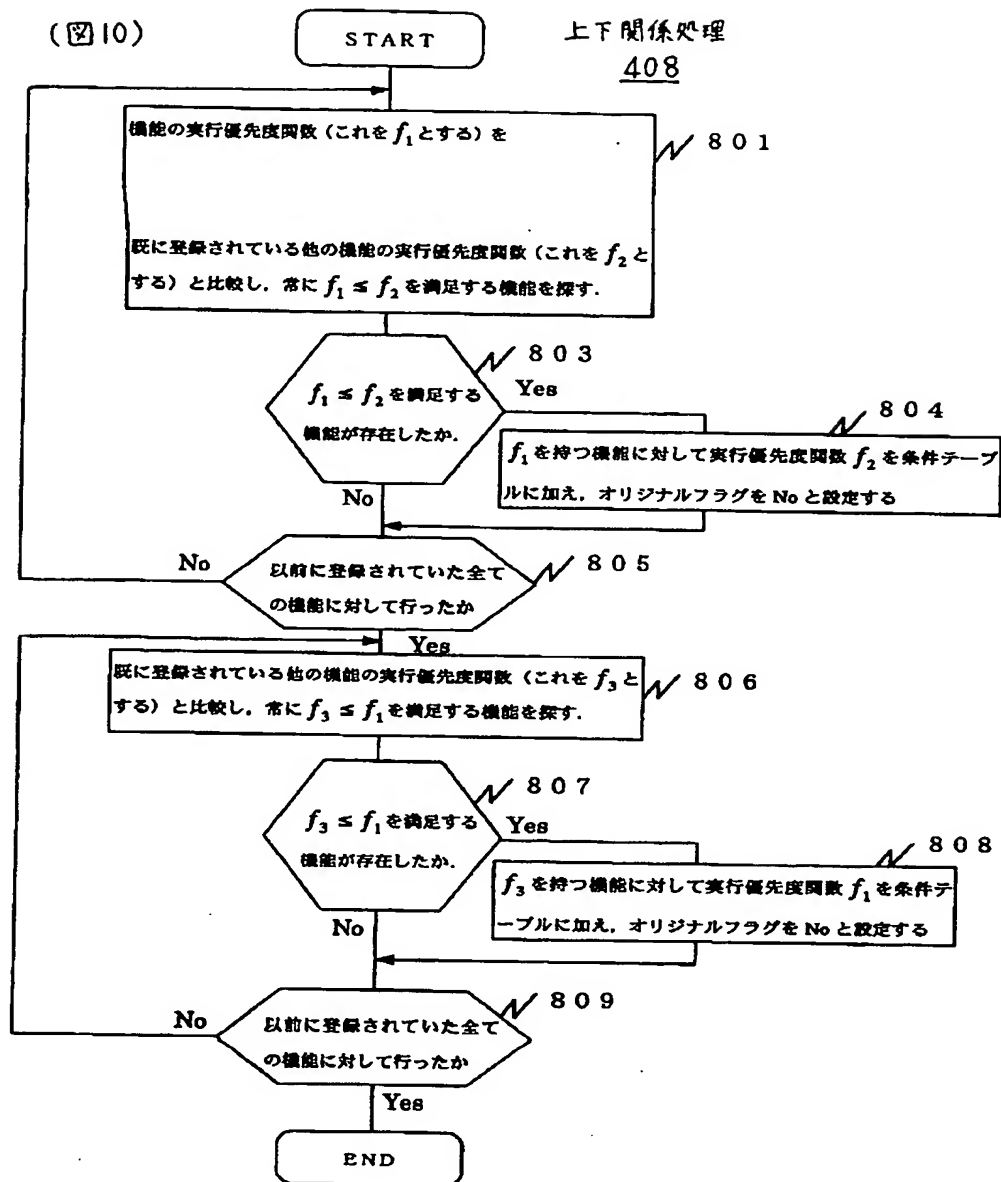 (図10)
START
上下関係処理
408
機能の実行優先度関数（これを f1 とする）を
既に登録されている他の機能の実行優先度関数（これを f2 と
する）と比較し，常に f1 ≤ f2 を満足する機能を探す．
801
f1 ≤ f2 を満足する
機能が存在したか．
803
Yes
No
804
f1 を持つ機能に対して実行優先度関数 f2 を条件テーブ
ルに加え，オリジナルフラグを No と設定する
No
以前に登録されていた全て
の機能に対して行ったか
805
Yes
既に登録されている他の機能の実行優先度関数（これを f3 と
する）と比較し，常に f3 ≤ f1 を満足する機能を探す．
806
f3 ≤ f1 を満足する
機能が存在したか．
807
Yes
No
808
f3 を持つ機能に対して実行優先度関数 f1 を条件テ
ーブルに加え，オリジナルフラグを No と設定する
No
以前に登録されていた全て
の機能に対して行ったか
809
Yes
END